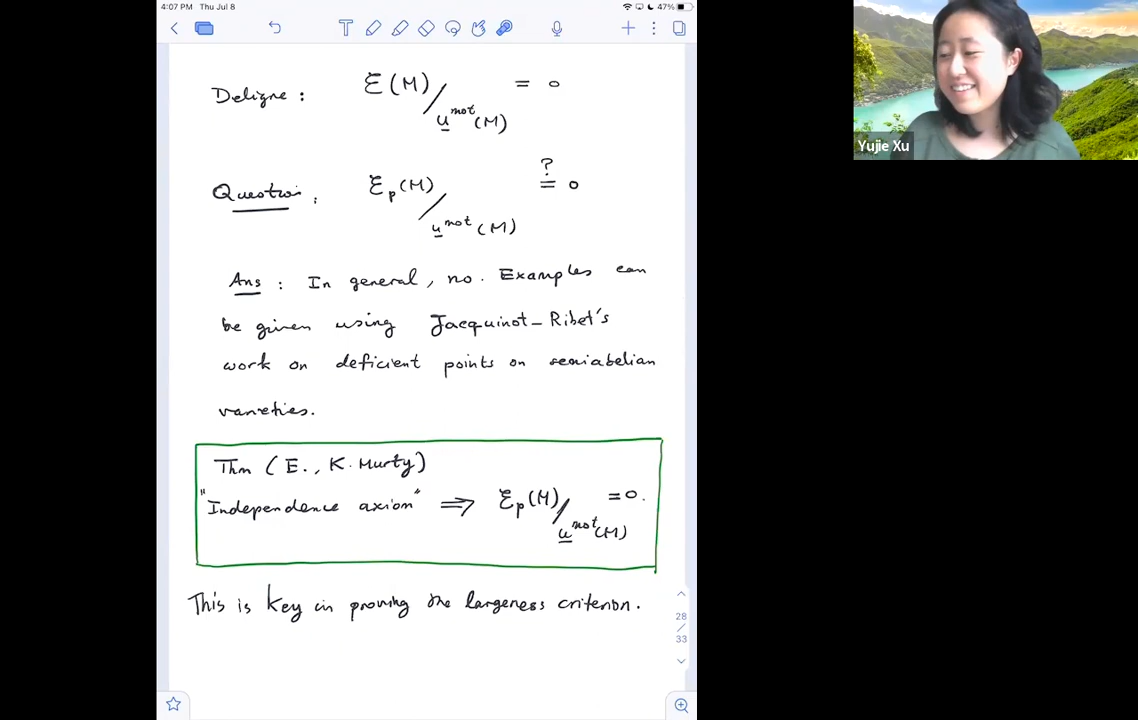 4:07 PM Thu Jul 8
47%
Yujie Xu
Deligne : Ɛ(M) / u^mot(M) = 0
Question : Ɛ_p(M) / u^mot(M) ?= 0
Ans : In general, no. Examples can
be given using Jacquinot-Ribet's
work on deficient points on semiabelian
varieties.
Thm (E., K. Murty)
"Independence axiom" ⟹ Ɛ_p(M) / u^mot(M) = 0.
This is key in proving the largeness criterion.
28
/
33